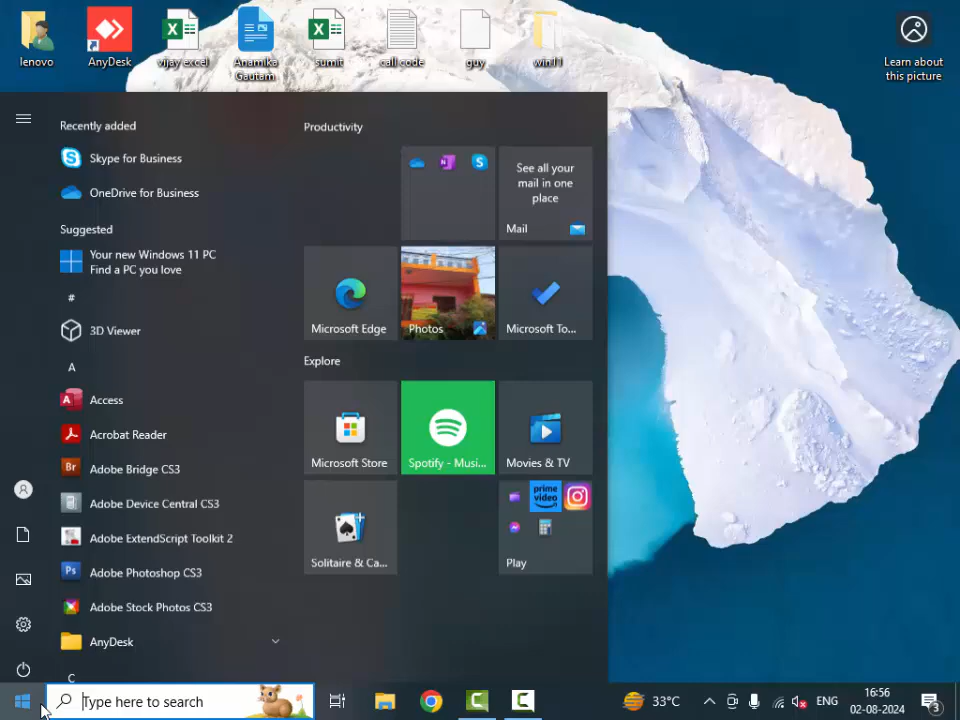 lenovo
AnyDesk
vijay excel
Anamika
Gautam
sumit
call code
guy
win11
Learn about
this picture
Recently added
Skype for Business
OneDrive for Business
Suggested
Your new Windows 11 PC
Find a PC you love
#
3D Viewer
A
Access
Acrobat Reader
Adobe Bridge CS3
Adobe Device Central CS3
Adobe ExtendScript Toolkit 2
Adobe Photoshop CS3
Adobe Stock Photos CS3
AnyDesk
C
Productivity
See all your
mail in one
place
Mail
Microsoft Edge
Photos
Microsoft To...
Explore
Microsoft Store
Spotify - Musi...
Movies & TV
Solitaire & Ca...
prime
video
Play
Type here to search
33°C
ENG
16:56
02-08-2024
3